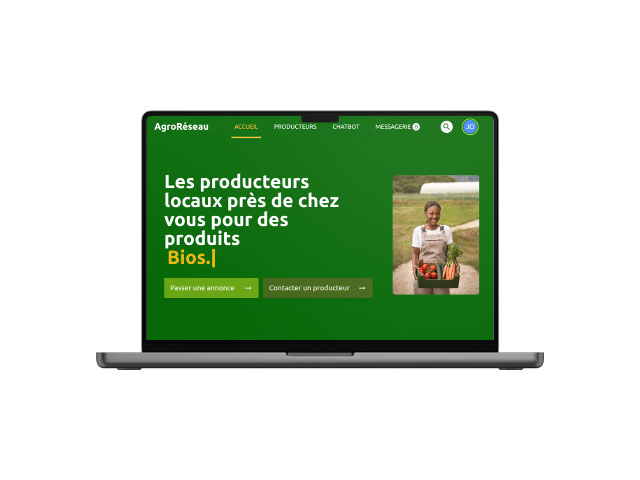 AgroRéseau
ACCUEIL
PRODUCTEURS
CHATBOT
MESSAGERIE 0
JO
Les producteurs
locaux près de chez
vous pour des
produits
Bios.
Passer une annonce →
Contacter un producteur →